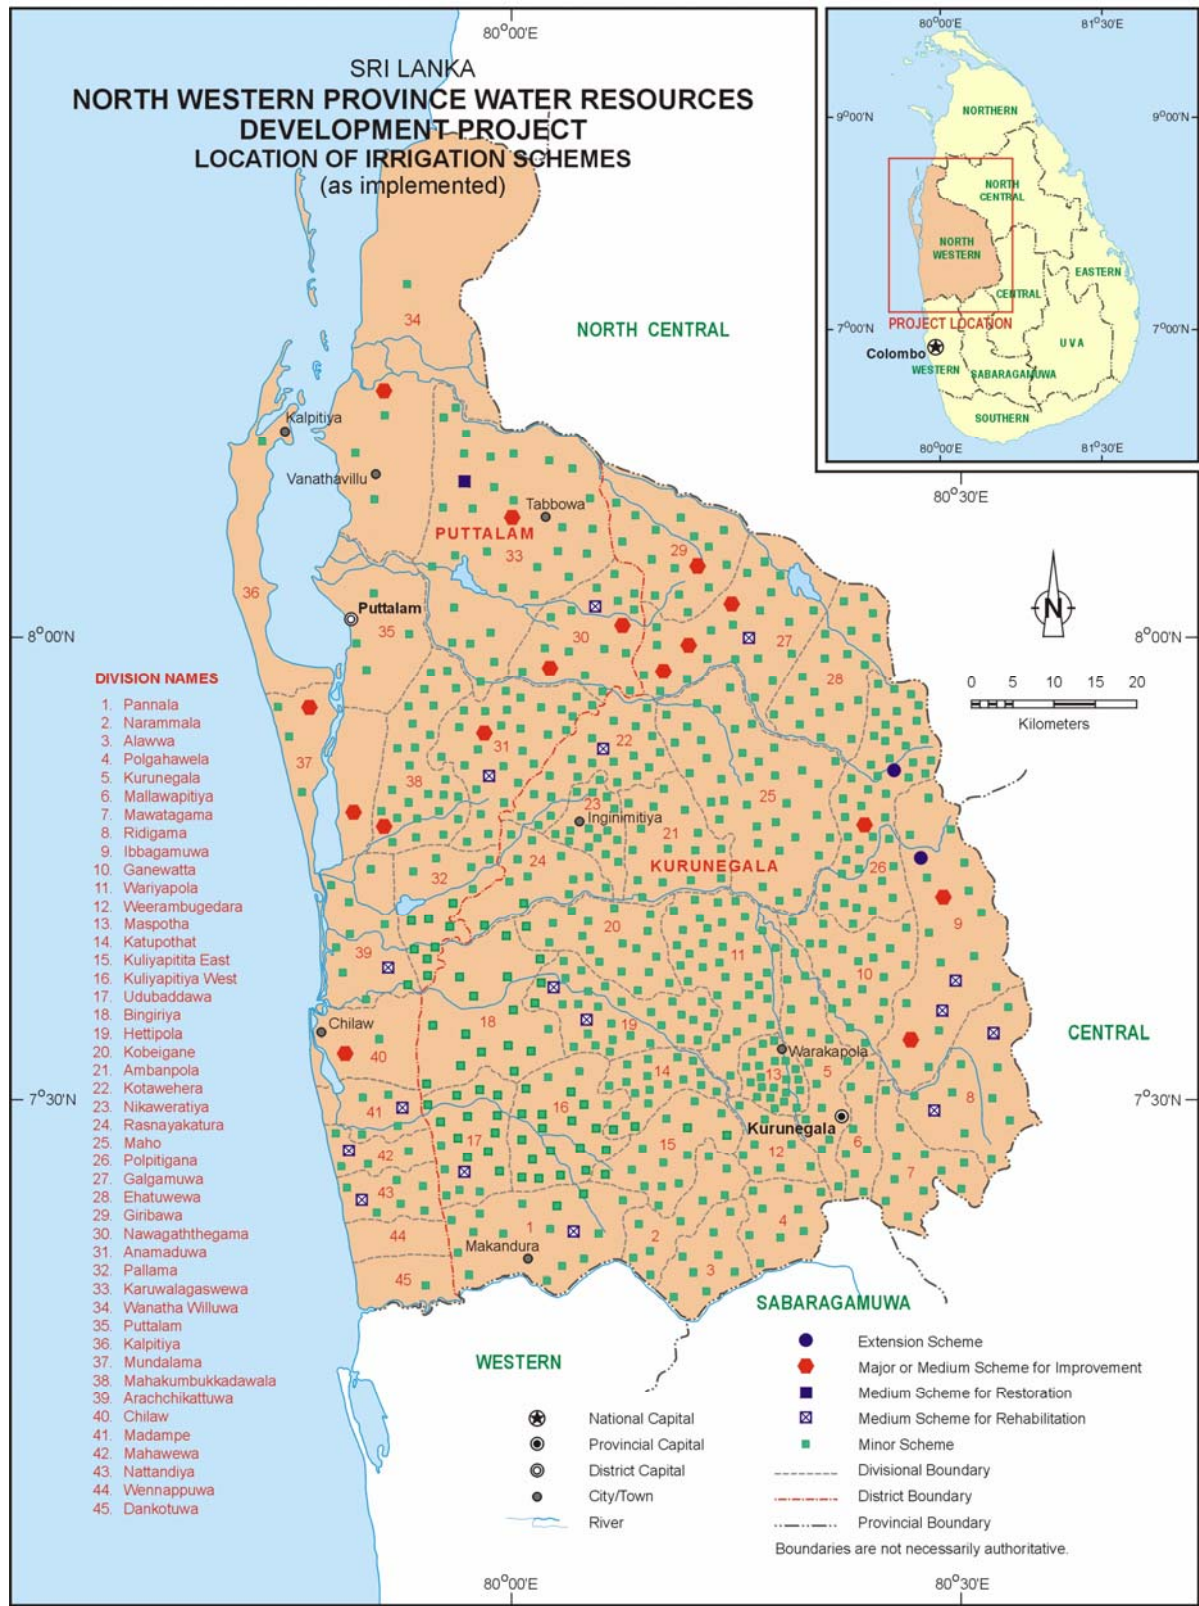 80°00'E
SRI LANKA
NORTH WESTERN PROVINCE WATER RESOURCES
DEVELOPMENT PROJECT
LOCATION OF IRRIGATION SCHEMES
(as implemented)
80°00'E
81°30'E
9°00'N
9°00'N
NORTHERN
NORTH
CENTRAL
NORTH
WESTERN
EASTERN
CENTRAL
PROJECT LOCATION
7°00'N
7°00'N
Colombo
UVA
WESTERN
SABARAGAMUWA
SOUTHERN
80°00'E
81°30'E
80°30'E
34
NORTH CENTRAL
Kalpitiya
Vanathavillu
Tabbowa
PUTTALAM
33
29
36
Puttalam
35
30
27
28
8°00'N
8°00'N
N
0 5 10 15 20
Kilometers
37
31
22
38
25
23
Inginimitiya
21
24
KURUNEGALA
26
32
9
20
39
11
10
18
19
Chilaw
40
Warakapola
CENTRAL
14
13
5
7°30'N
7°30'N
41
16
8
Kurunegala
17
15
12
6
42
7
43
1
2
4
44
Makandura
3
45
DIVISION NAMES
1. Pannala
2. Narammala
3. Alawwa
4. Polgahawela
5. Kurunegala
6. Mallawapitiya
7. Mawatagama
8. Ridigama
9. Ibbagamuwa
10. Ganewatta
11. Wariyapola
12. Weerambugedara
13. Maspotha
14. Katupothat
15. Kuliyapitita East
16. Kuliyapitiya West
17. Udubaddawa
18. Bingiriya
19. Hettipola
20. Kobeigane
21. Ambanpola
22. Kotawehera
23. Nikaweratiya
24. Rasnayakatura
25. Maho
26. Polpitigana
27. Galgamuwa
28. Ehatuwewa
29. Giribawa
30. Nawagaththegama
31. Anamaduwa
32. Pallama
33. Karuwalagaswewa
34. Wanatha Willuwa
35. Puttalam
36. Kalpitiya
37. Mundalama
38. Mahakumbukkadawala
39. Arachchikattuwa
40. Chilaw
41. Madampe
42. Mahawewa
43. Nattandiya
44. Wennappuwa
45. Dankotuwa
SABARAGAMUWA
WESTERN
National Capital
Provincial Capital
District Capital
City/Town
River
Extension Scheme
Major or Medium Scheme for Improvement
Medium Scheme for Restoration
Medium Scheme for Rehabilitation
Minor Scheme
Divisional Boundary
District Boundary
Provincial Boundary
Boundaries are not necessarily authoritative.
80°00'E
80°30'E